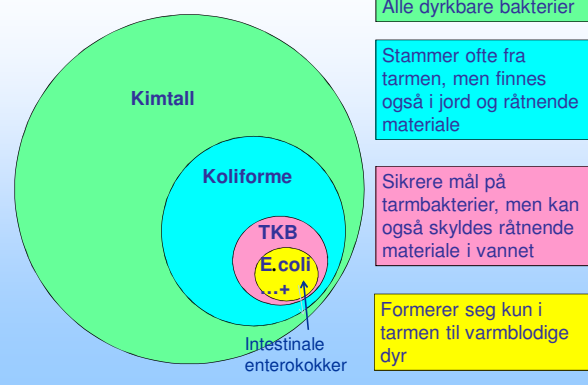 Alle dyrkbare bakterier
Kimtall
Stammer ofte fra
tarmen, men finnes
også i jord og råtnende
materiale
Koliforme
Sikrere mål på
tarmbakterier, men kan
også skyldes råtnende
materiale i vannet
TKB
E.coli
...+
Formerer seg kun i
tarmen til varmblodige
dyr
Intestinale
enterokokker